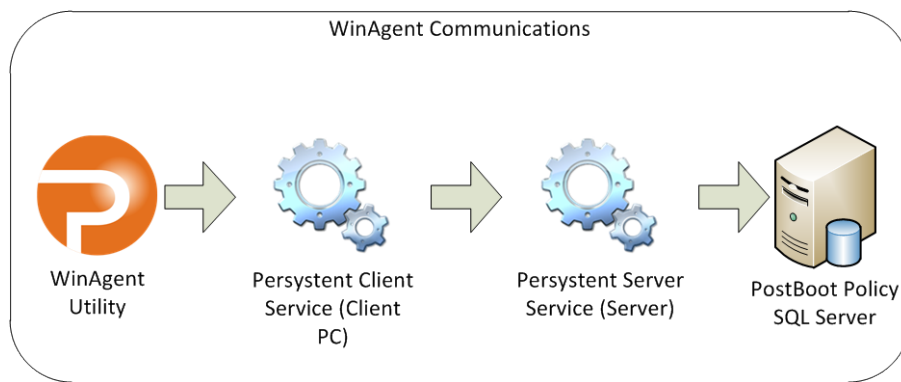 WinAgent Communications
WinAgent
Utility
Persystent Client
Service (Client
PC)
Persystent Server
Service (Server)
PostBoot Policy
SQL Server